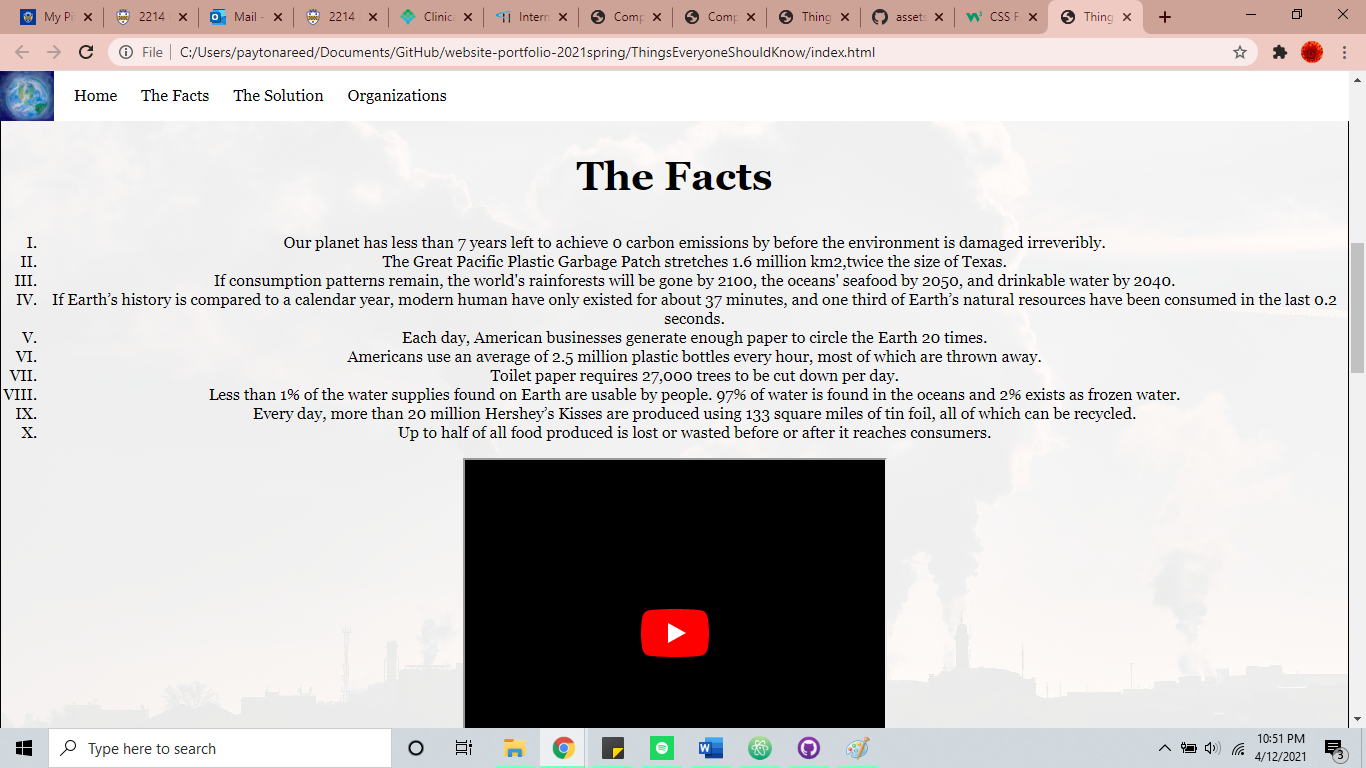 My Pi
2214
Mail -
2214
Clinic
Intern
Comp
Comp
Thing
assets
CSS F
Thing
File
C:/Users/paytonareed/Documents/GitHub/website-portfolio-2021spring/ThingsEveryoneShouldKnow/index.html
Home The Facts The Solution Organizations
The Facts
I. Our planet has less than 7 years left to achieve 0 carbon emissions by before the environment is damaged irreveribly.
II. The Great Pacific Plastic Garbage Patch stretches 1.6 million km2,twice the size of Texas.
III. If consumption patterns remain, the world's rainforests will be gone by 2100, the oceans' seafood by 2050, and drinkable water by 2040.
IV. If Earth’s history is compared to a calendar year, modern human have only existed for about 37 minutes, and one third of Earth’s natural resources have been consumed in the last 0.2
seconds.
V. Each day, American businesses generate enough paper to circle the Earth 20 times.
VI. Americans use an average of 2.5 million plastic bottles every hour, most of which are thrown away.
VII. Toilet paper requires 27,000 trees to be cut down per day.
VIII. Less than 1% of the water supplies found on Earth are usable by people. 97% of water is found in the oceans and 2% exists as frozen water.
IX. Every day, more than 20 million Hershey’s Kisses are produced using 133 square miles of tin foil, all of which can be recycled.
X. Up to half of all food produced is lost or wasted before or after it reaches consumers.
Type here to search
10:51 PM
4/12/2021
3